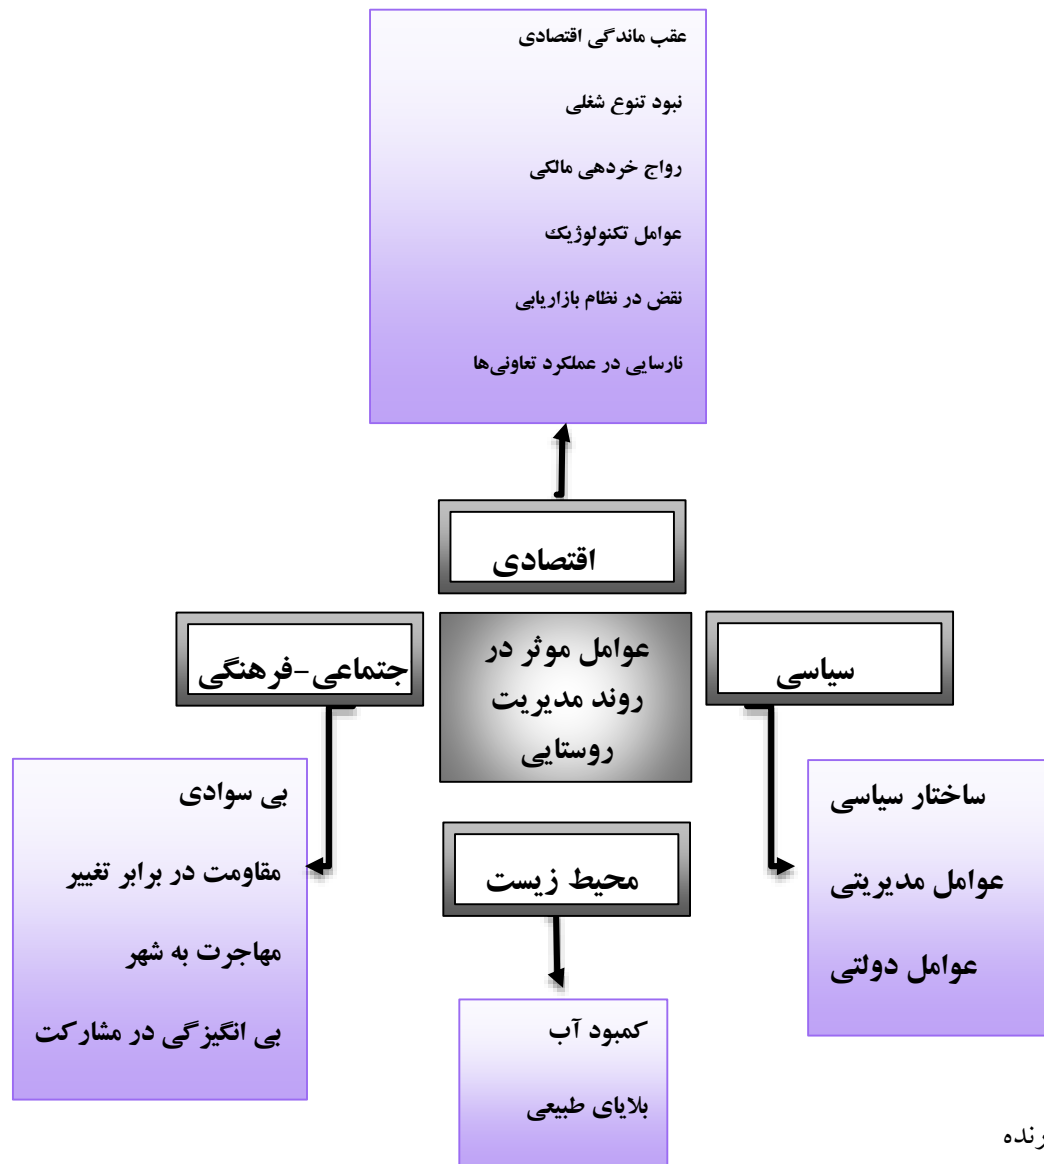 عقب ماندگی اقتصادی
نبود تنوع شغلی
رواج خردهی مالکی
عوامل تکنولوژیک
نقض در نظام بازاریابی
نارسایی در عملکرد تعاونی‌ها
اقتصادی
سیاسی
عوامل موثر در
روند مدیریت
روستایی
جتماعی-فرهنگی
ساختار سیاسی
عوامل مدیریتی
عوامل دولتی
محیط زیست
بی سوادی
مقاومت در برابر تغییر
مهاجرت به شهر
بی انگیزگی در مشارکت
کمبود آب
بلایای طبیعی
رنده